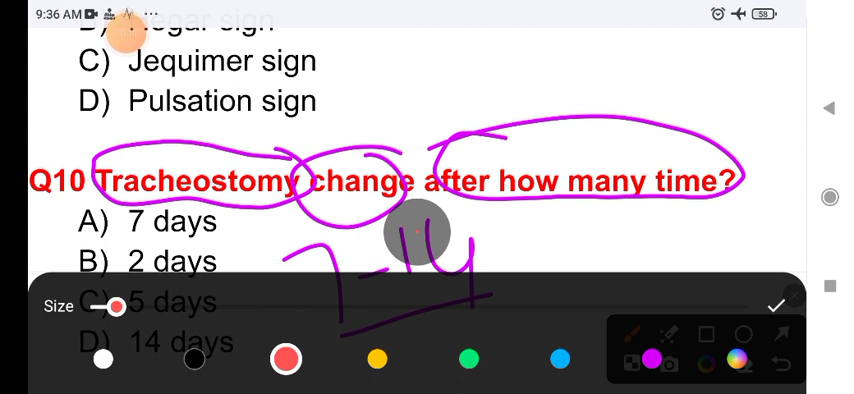 9:36 AM
58
C) Jequimer sign
D) Pulsation sign
Q10 Tracheostomy change after how many time?
A) 7 days
B) 2 days
7-14
Size
C) 5 days
D) 14 days